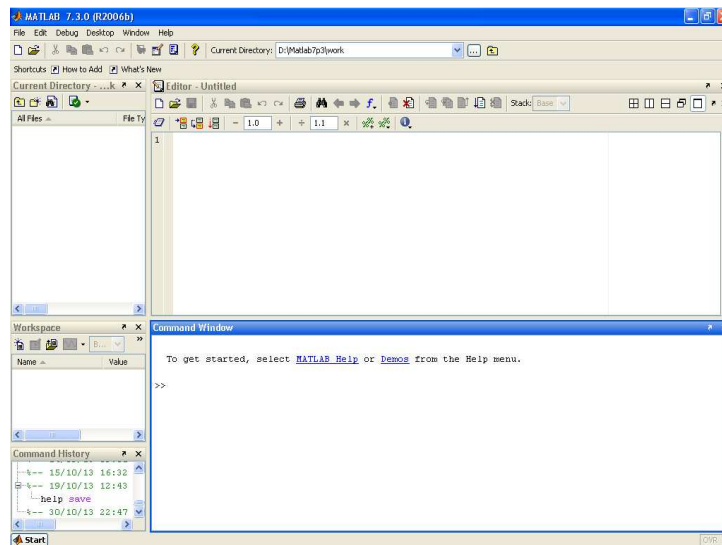 MATLAB 7.3.0 (R2006b)
File Edit Debug Desktop Window Help
Current Directory: D:\Matlab7p3\work
Shortcuts How to Add What's New
Current Directory - ...k
Editor - Untitled
Stack: Base
All Files File Ty
1.0 1.1
1
Workspace
B...
Name Value
Command Window
To get started, select MATLAB Help or Demos from the Help menu.
>>
Command History
%-- 15/10/13 16:32
%-- 19/10/13 12:43
help save
%-- 30/10/13 22:47
Start
OVR